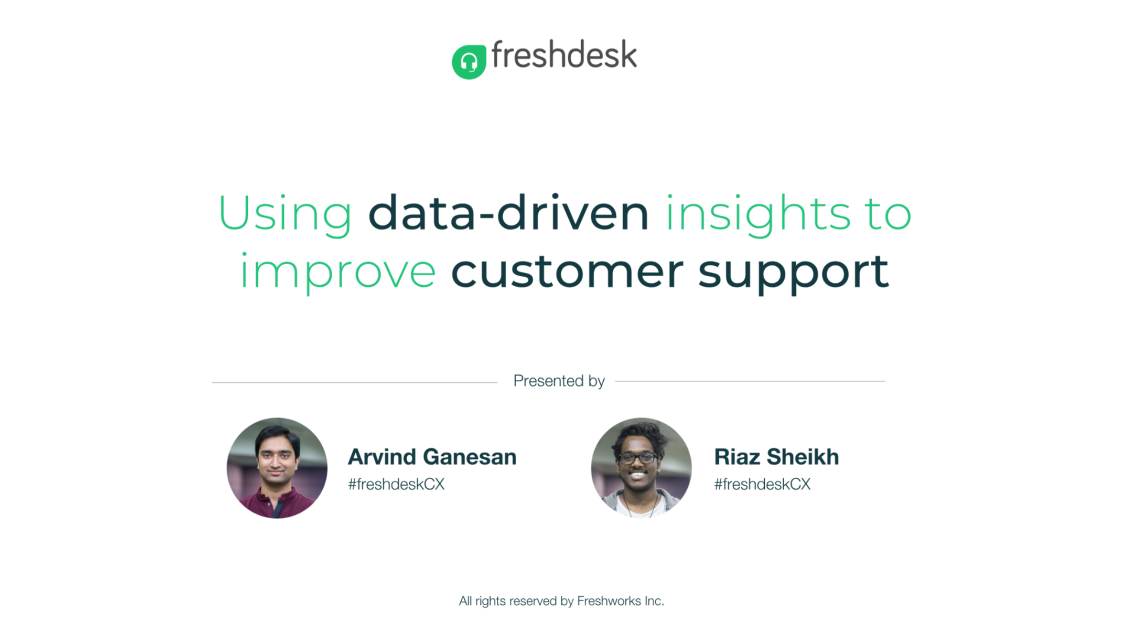 freshdesk
Using data-driven insights to
improve customer support
Presented by
Arvind Ganesan
#freshdeskCX
Riaz Sheikh
#freshdeskCX
All rights reserved by Freshworks Inc.